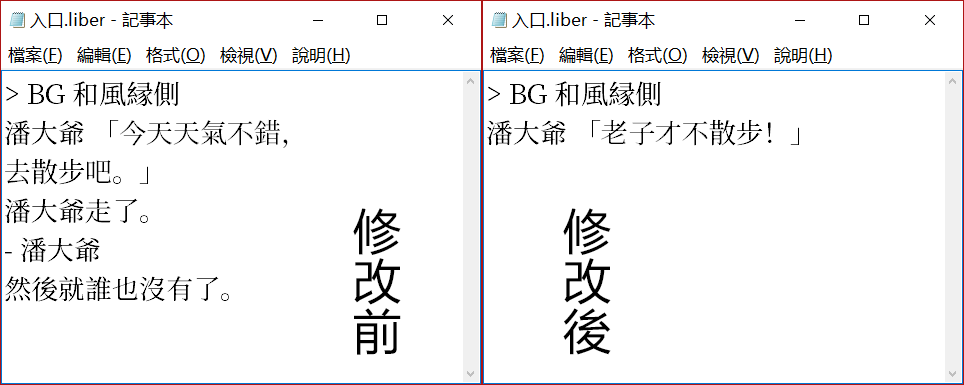 入口.liber - 記事本
檔案(F) 編輯(E) 格式(O) 檢視(V) 說明(H)
> BG 和風縁側
潘大爺 「今天天氣不錯，
去散步吧。」
潘大爺走了。
- 潘大爺
然後就誰也沒有了。
修改前
入口.liber - 記事本
檔案(F) 編輯(E) 格式(O) 檢視(V) 說明(H)
> BG 和風縁側
潘大爺 「老子才不散步！」
修改後